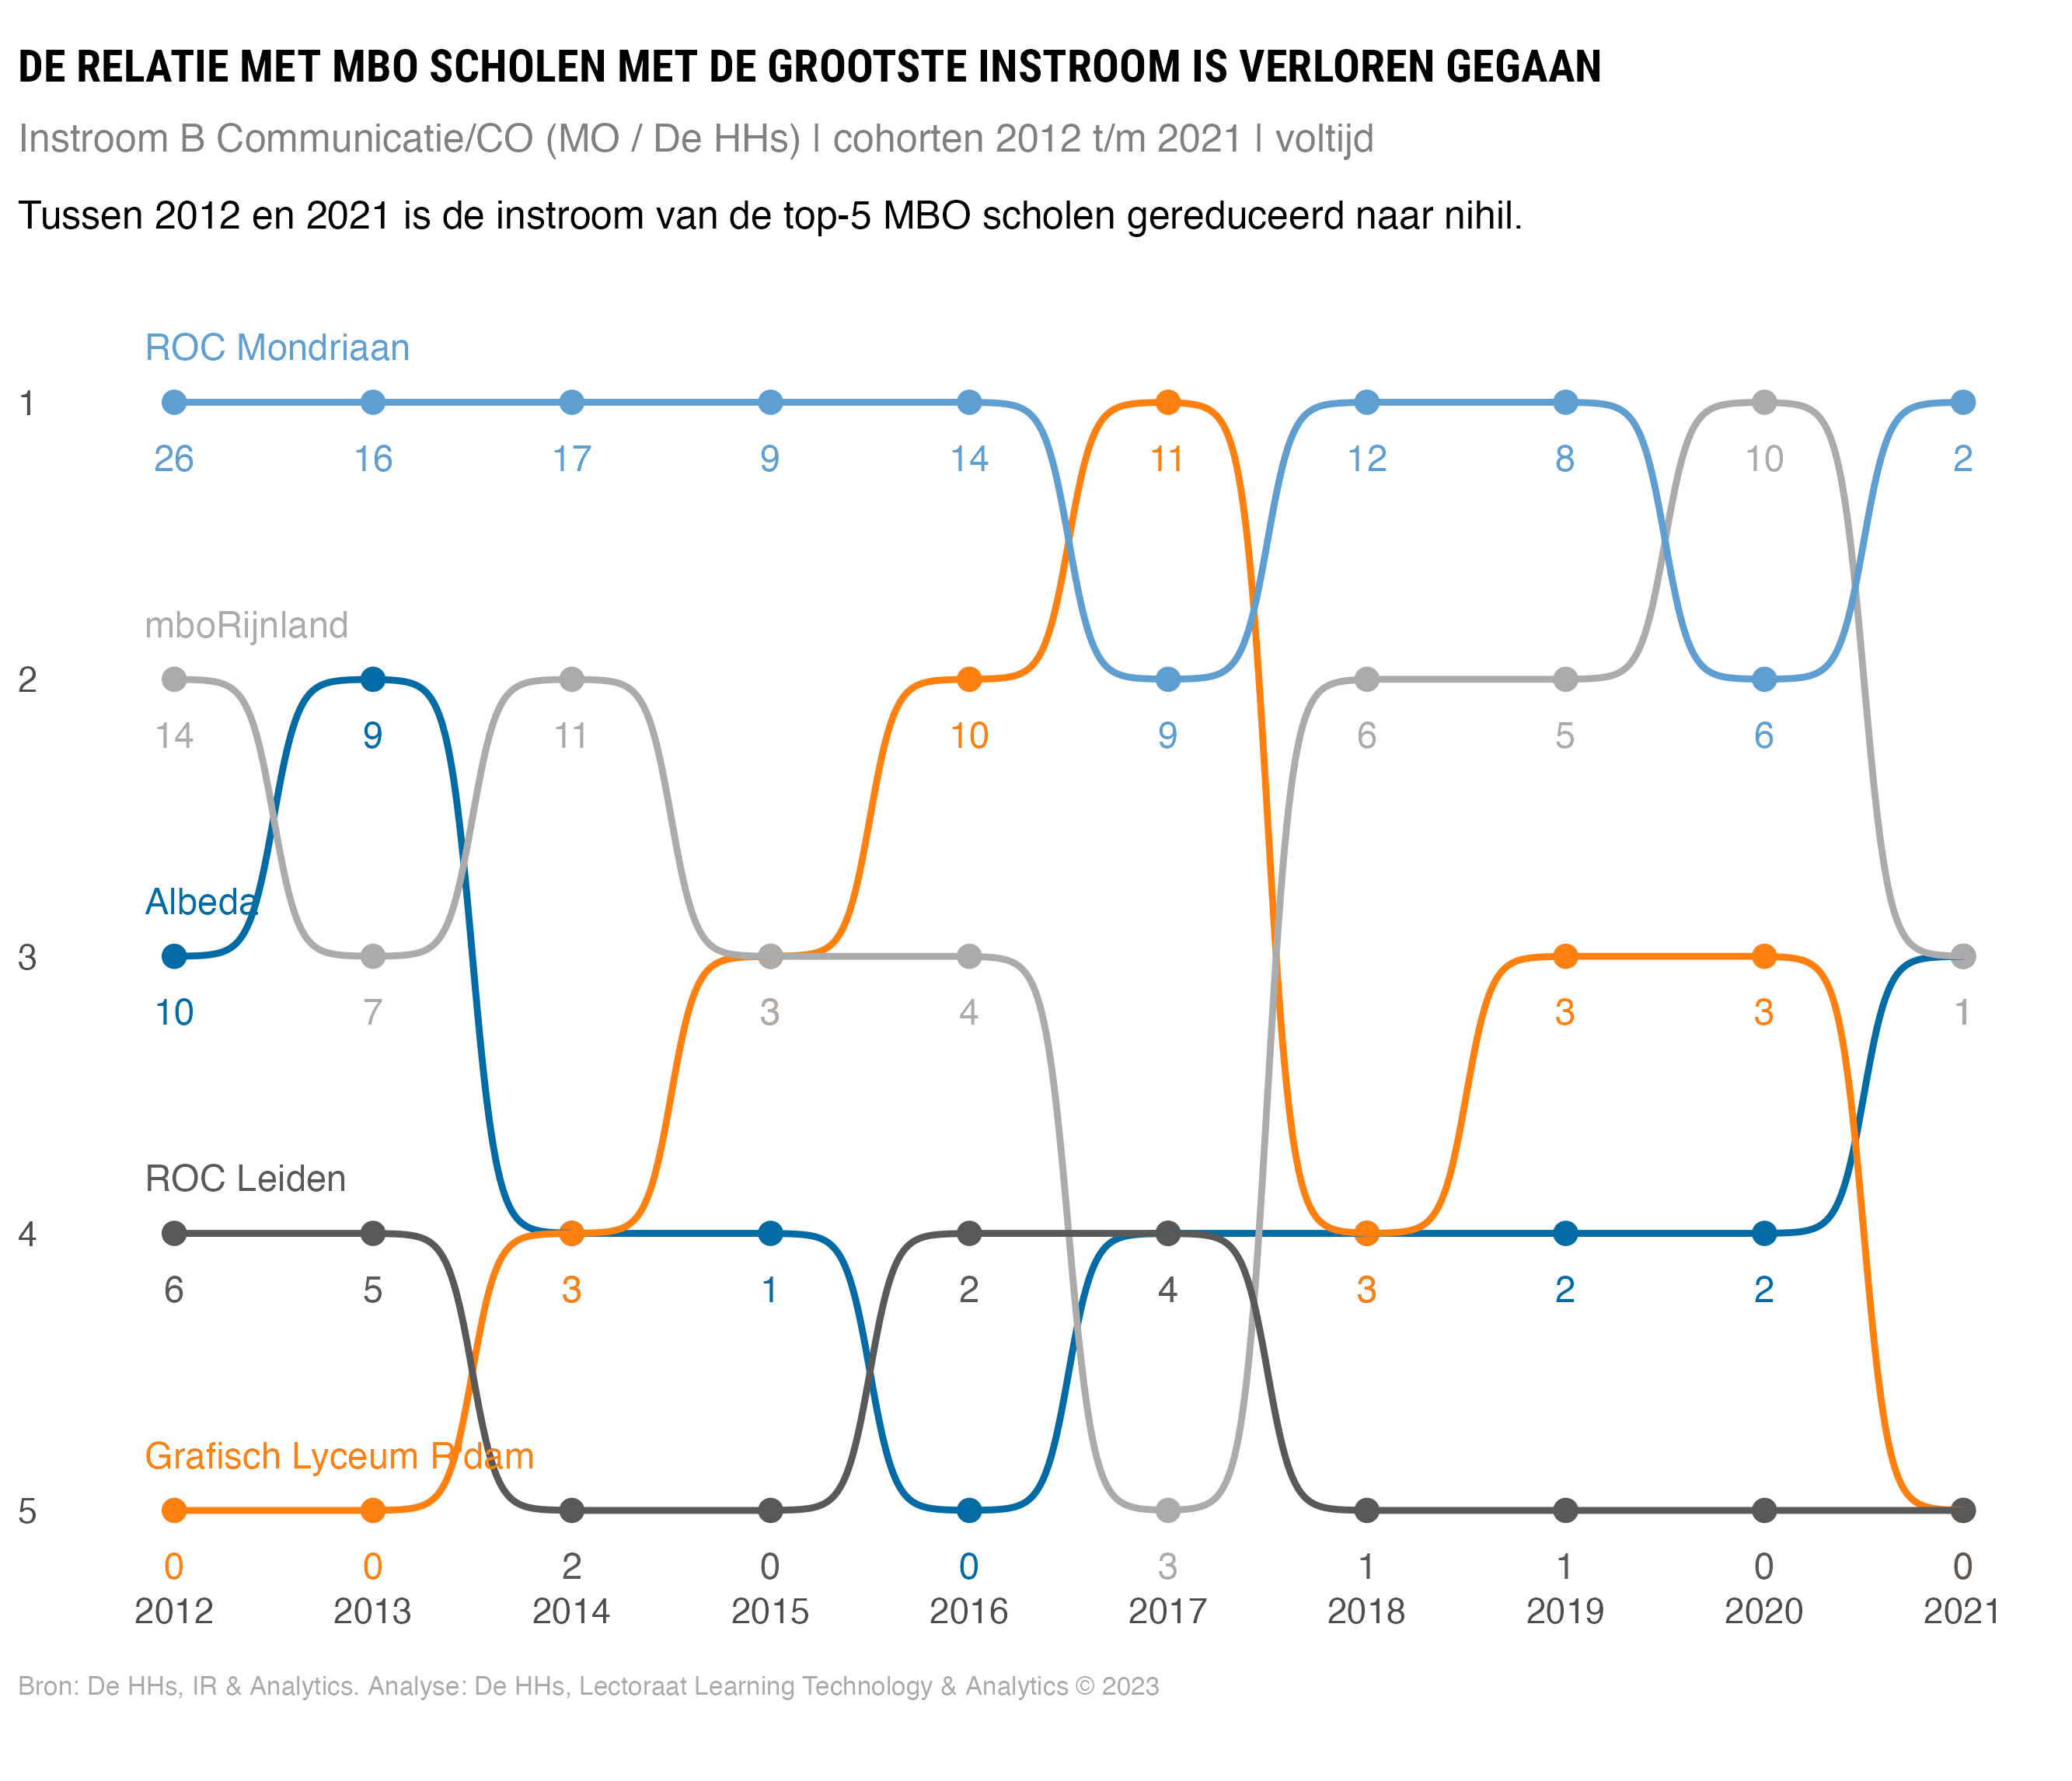 DE RELATIE MET MBO SCHOLEN MET DE GROOTSTE INSTROOM IS VERLOREN GEGAAN
Instroom B Communicatie/CO (MO / De HHs) | cohorten 2012 t/m 2021 | voltijd
Tussen 2012 en 2021 is de instroom van de top-5 MBO scholen gereduceerd naar nihil.
ROC Mondriaan
1
26 16 17 9 14 11 12 8 10 2
mboRijnland
2
14 9 11 10 9 6 5 6
Albeda
3
10 7 3 4 3 3 1
ROC Leiden
4
6 5 3 1 2 4 3 2 2
Grafisch Lyceum R'dam
5
0 0 2 0 0 3 1 1 0 0
2012 2013 2014 2015 2016 2017 2018 2019 2020 2021
Bron: De HHs, IR & Analytics. Analyse: De HHs, Lectoraat Learning Technology & Analytics © 2023